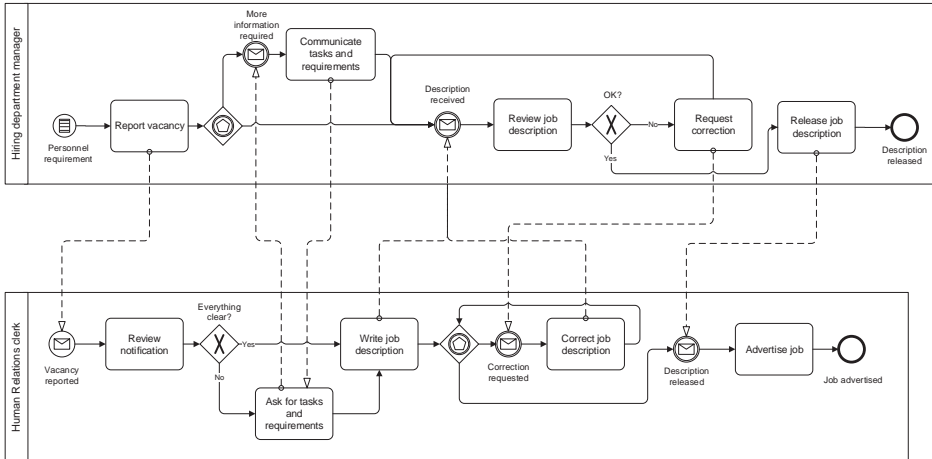 Hiring department manager
More
information
required
Communicate
tasks and
requirements
Personnel
requirement
Report vacancy
Description
received
Review job
description
OK?
No
Yes
Request
correction
Release job
description
Description
released
Human Relations clerk
Vacancy
reported
Review
notification
Everything
clear?
Yes
No
Ask for tasks
and
requirements
Write job
description
Correction
requested
Correct job
description
Description
released
Advertise job
Job advertised